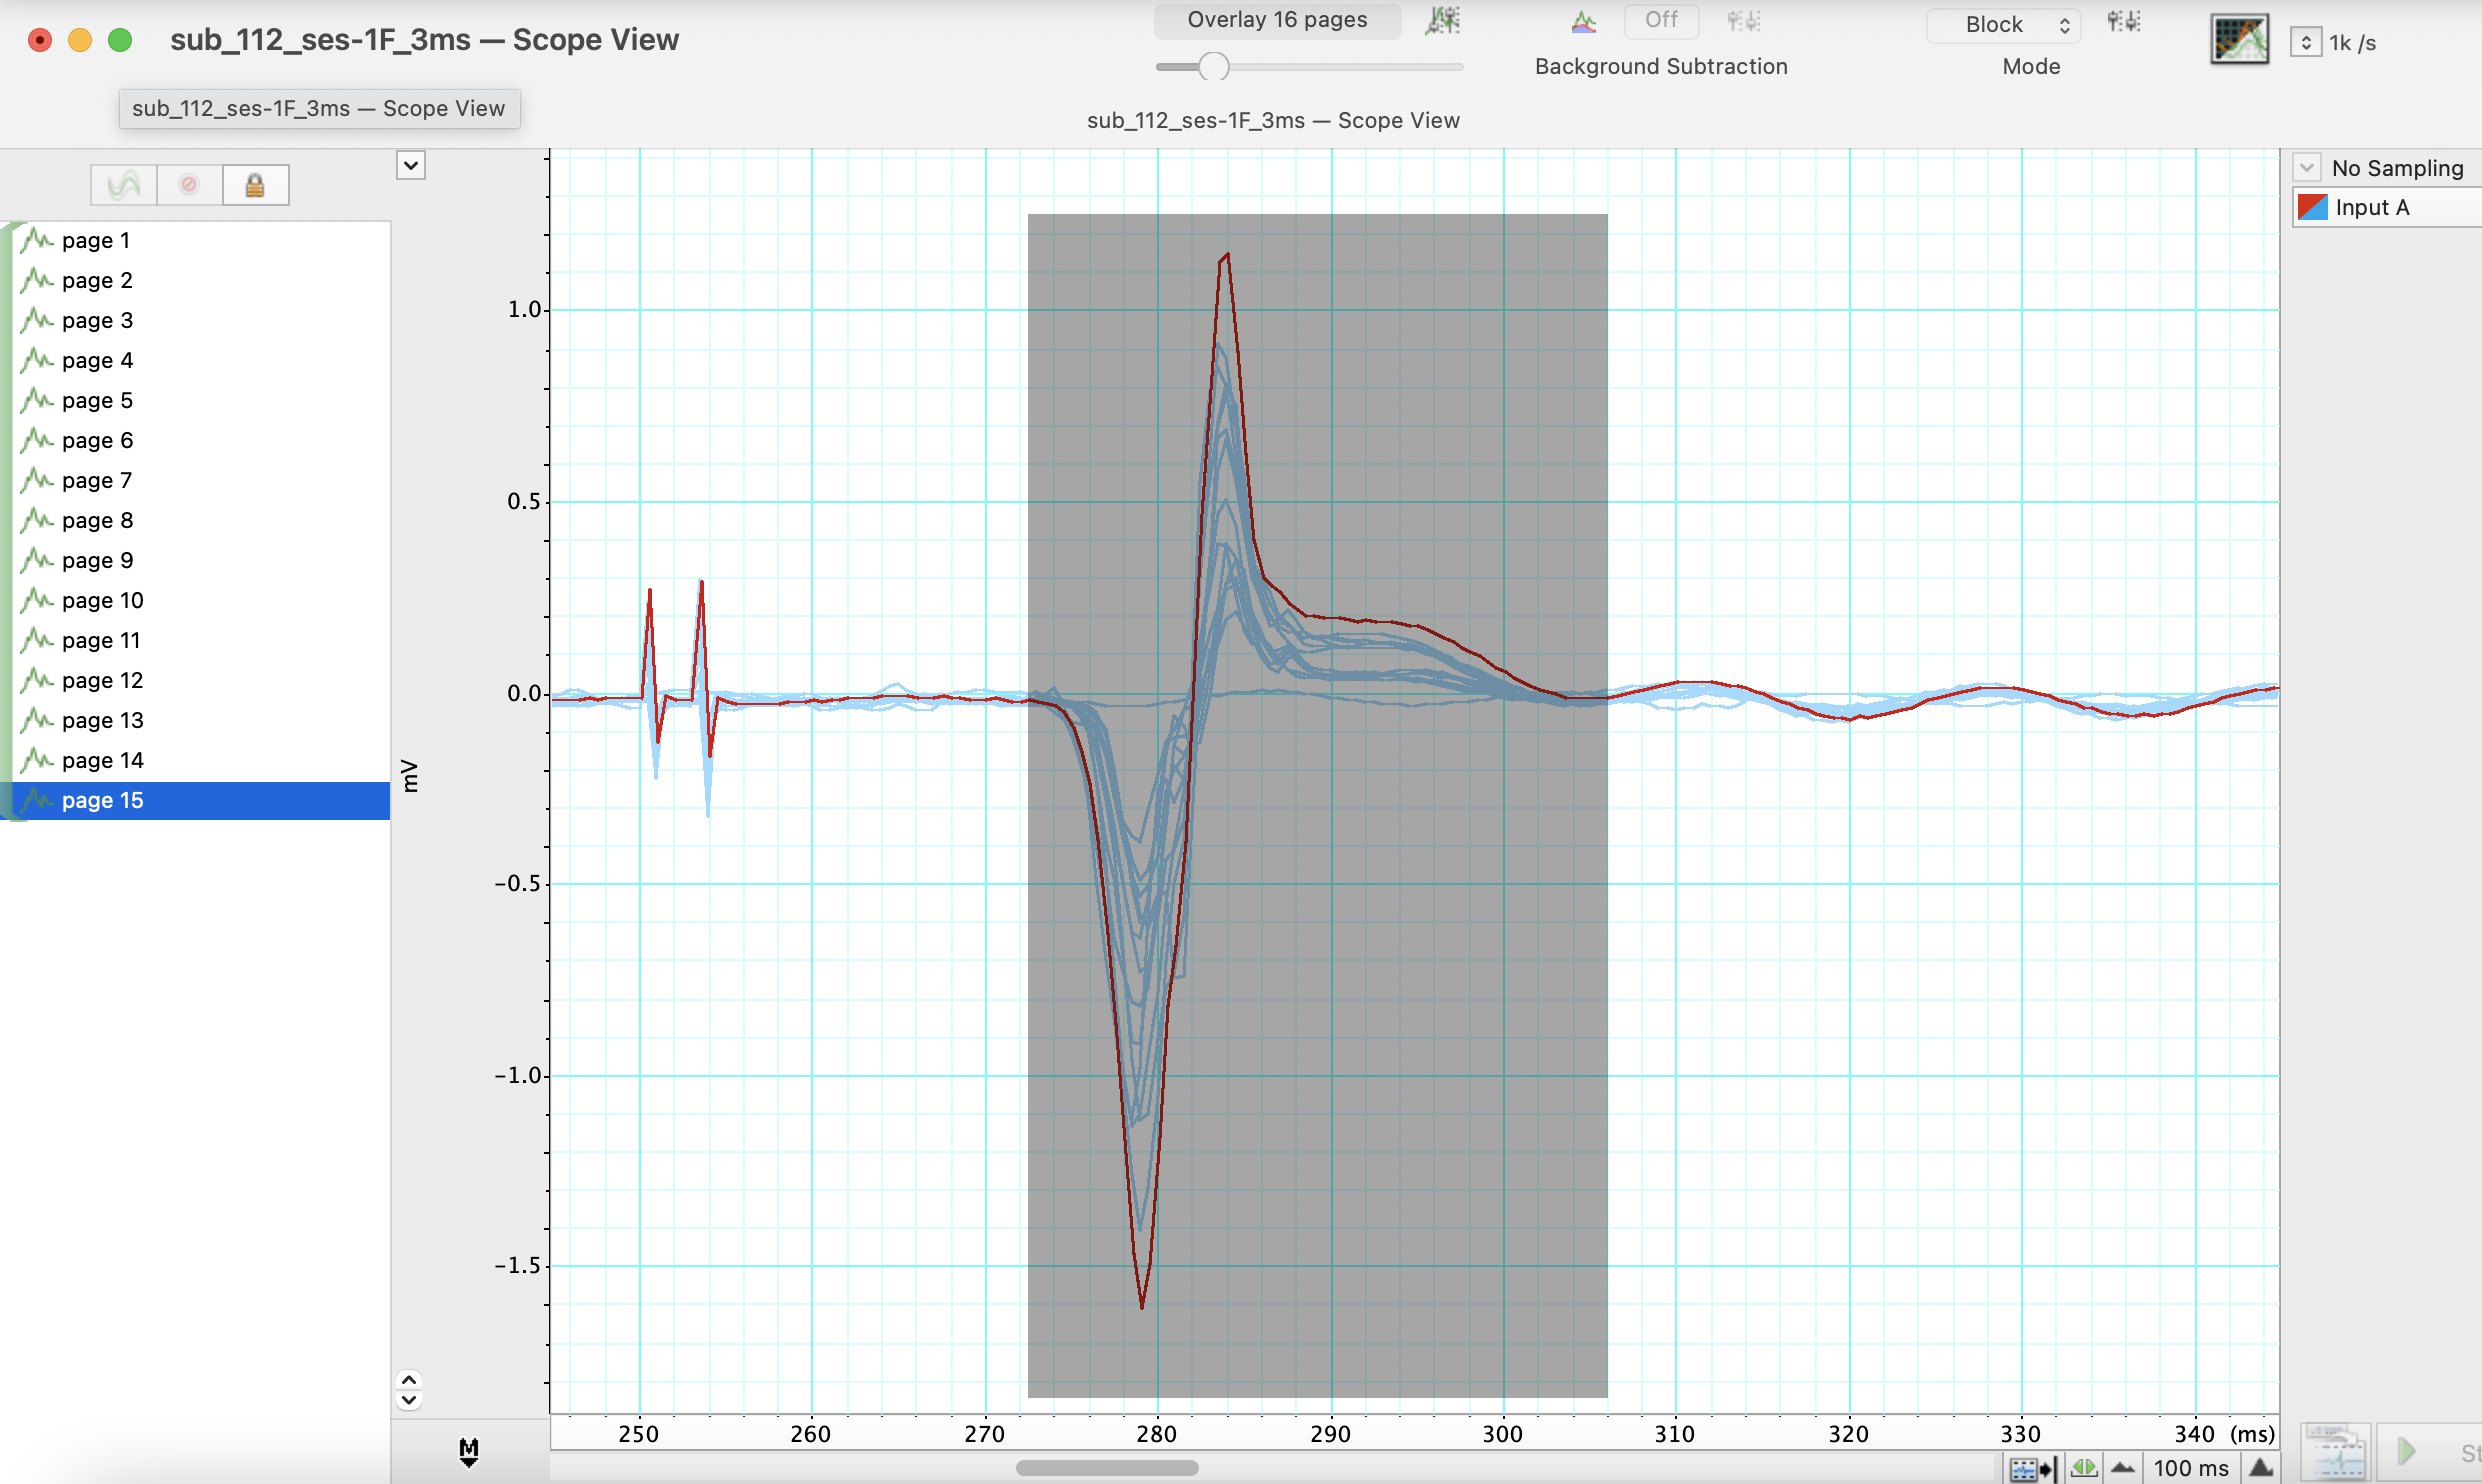 sub_112_ses-1F_3ms — Scope View
Overlay 16 pages
Off
Background Subtraction
Block
Mode
1k /s
sub_112_ses-1F_3ms — Scope View
sub_112_ses-1F_3ms — Scope View
No Sampling
Input A
page 1
page 2
page 3
page 4
page 5
page 6
page 7
page 8
page 9
page 10
page 11
page 12
page 13
page 14
page 15
mV
1.0
0.5
0.0
−0.5
−1.0
−1.5
250 260 270 280 290 300 310 320 330 340 (ms)
M
100 ms